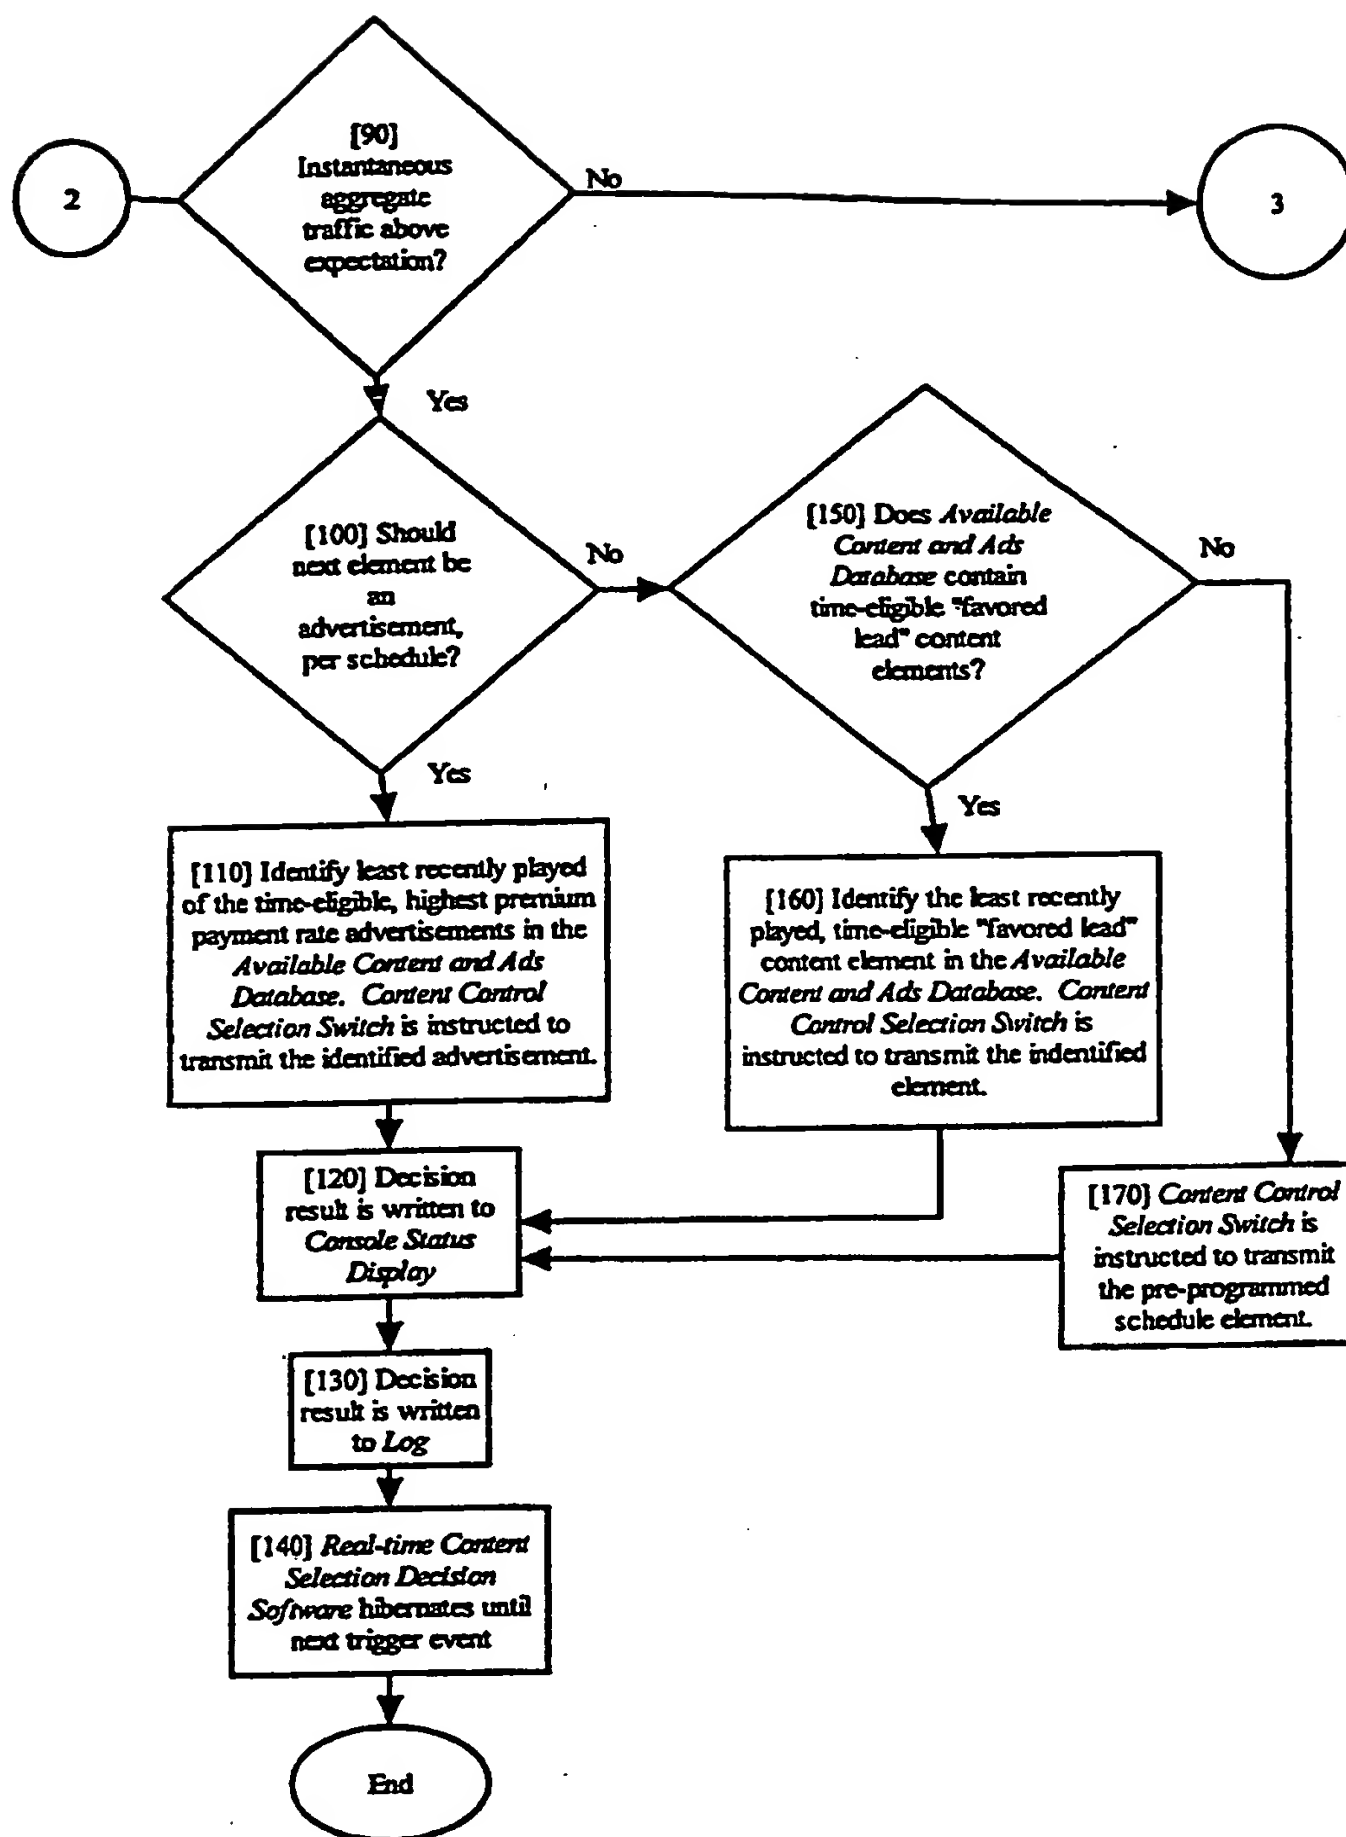 [90]
Instantaneous
aggregate
traffic above
expectation?
2
No
3
Yes
[100] Should
next element be
an
advertisement,
per schedule?
No
[150] Does Available
Content and Ads
Database contain
time-eligible "favored
lead" content
elements?
No
Yes
Yes
[110] Identify least recently played
of the time-eligible, highest premium
payment rate advertisements in the
Available Content and Ads
Database. Content Control
Selection Switch is instructed to
transmit the identified advertisement.
[160] Identify the least recently
played, time-eligible "favored lead"
content element in the Available
Content and Ads Database. Content
Control Selection Switch is
instructed to transmit the indentified
element.
[120] Decision
result is written to
Console Status
Display
[170] Content Control
Selection Switch is
instructed to transmit
the pre-programmed
schedule element.
[130] Decision
result is written
to Log
[140] Real-time Content
Selection Decision
Software hibernates until
next trigger event
End